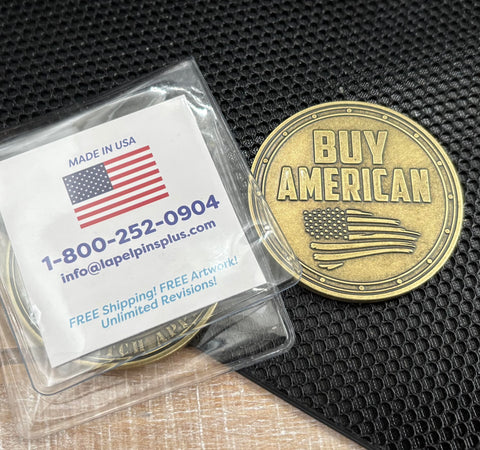 MADE IN USA
1-800-252-0904
info@lapelpinsplus.com
FREE Shipping! FREE Artwork!
Unlimited Revisions!
BUY
AMERICAN